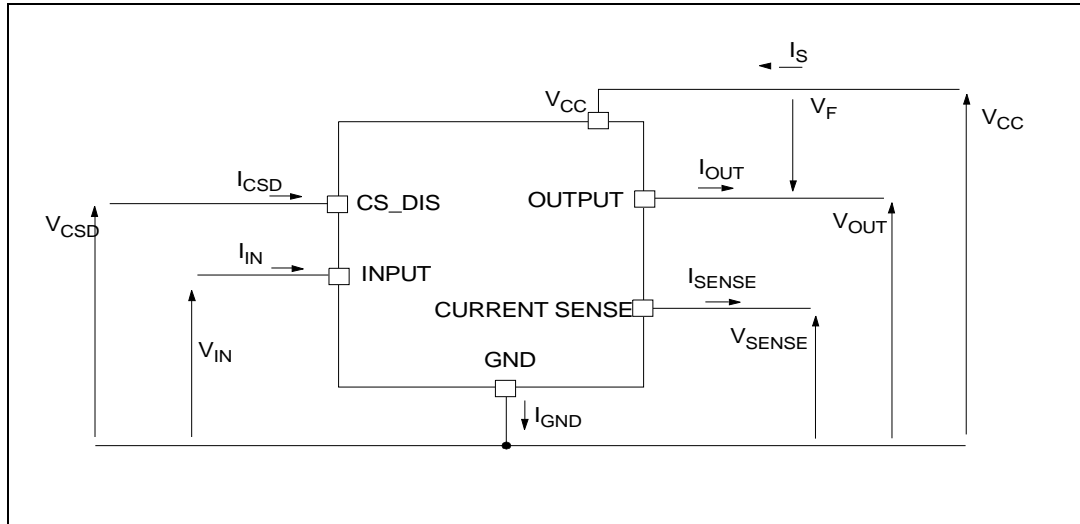 I_S
V_CC
V_F
V_CC
I_CSD
I_OUT
CS_DIS
OUTPUT
V_CSD
V_OUT
I_IN
INPUT
I_SENSE
CURRENT SENSE
V_IN
V_SENSE
GND
I_GND